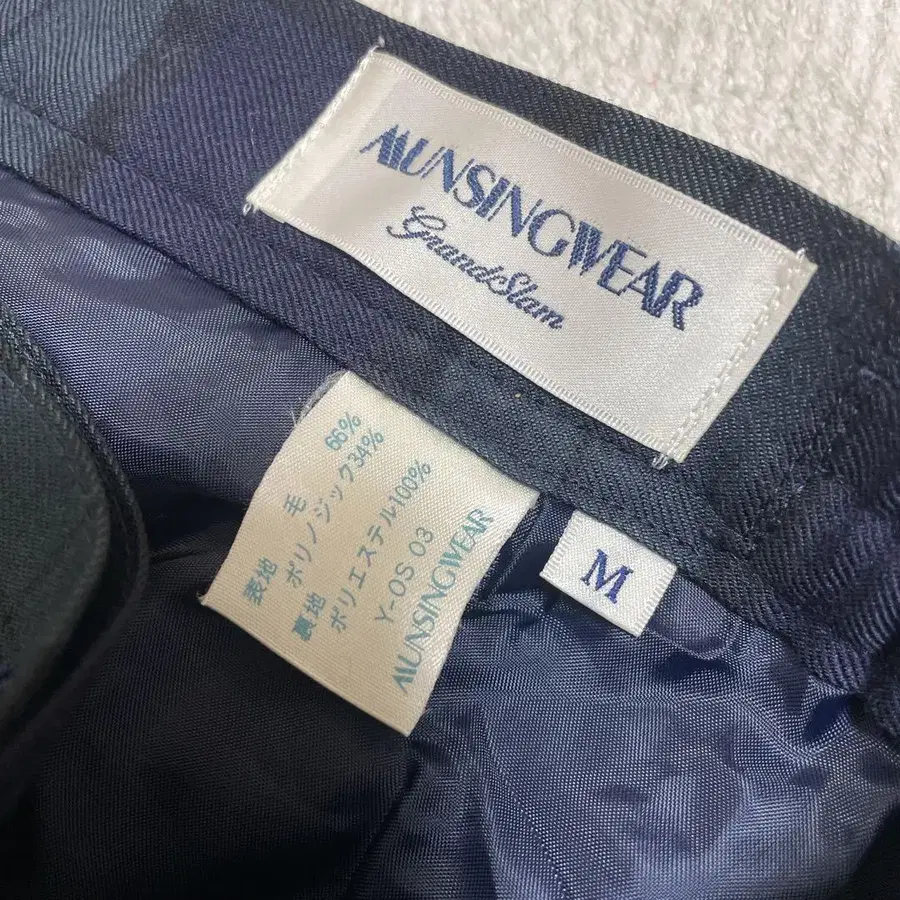 MUNSINGWEAR
GrandSlam
表地 毛 66%
ポリノジック34%
裏地 ポリエステル100%
Y-OS 03
MUNSINGWEAR
M